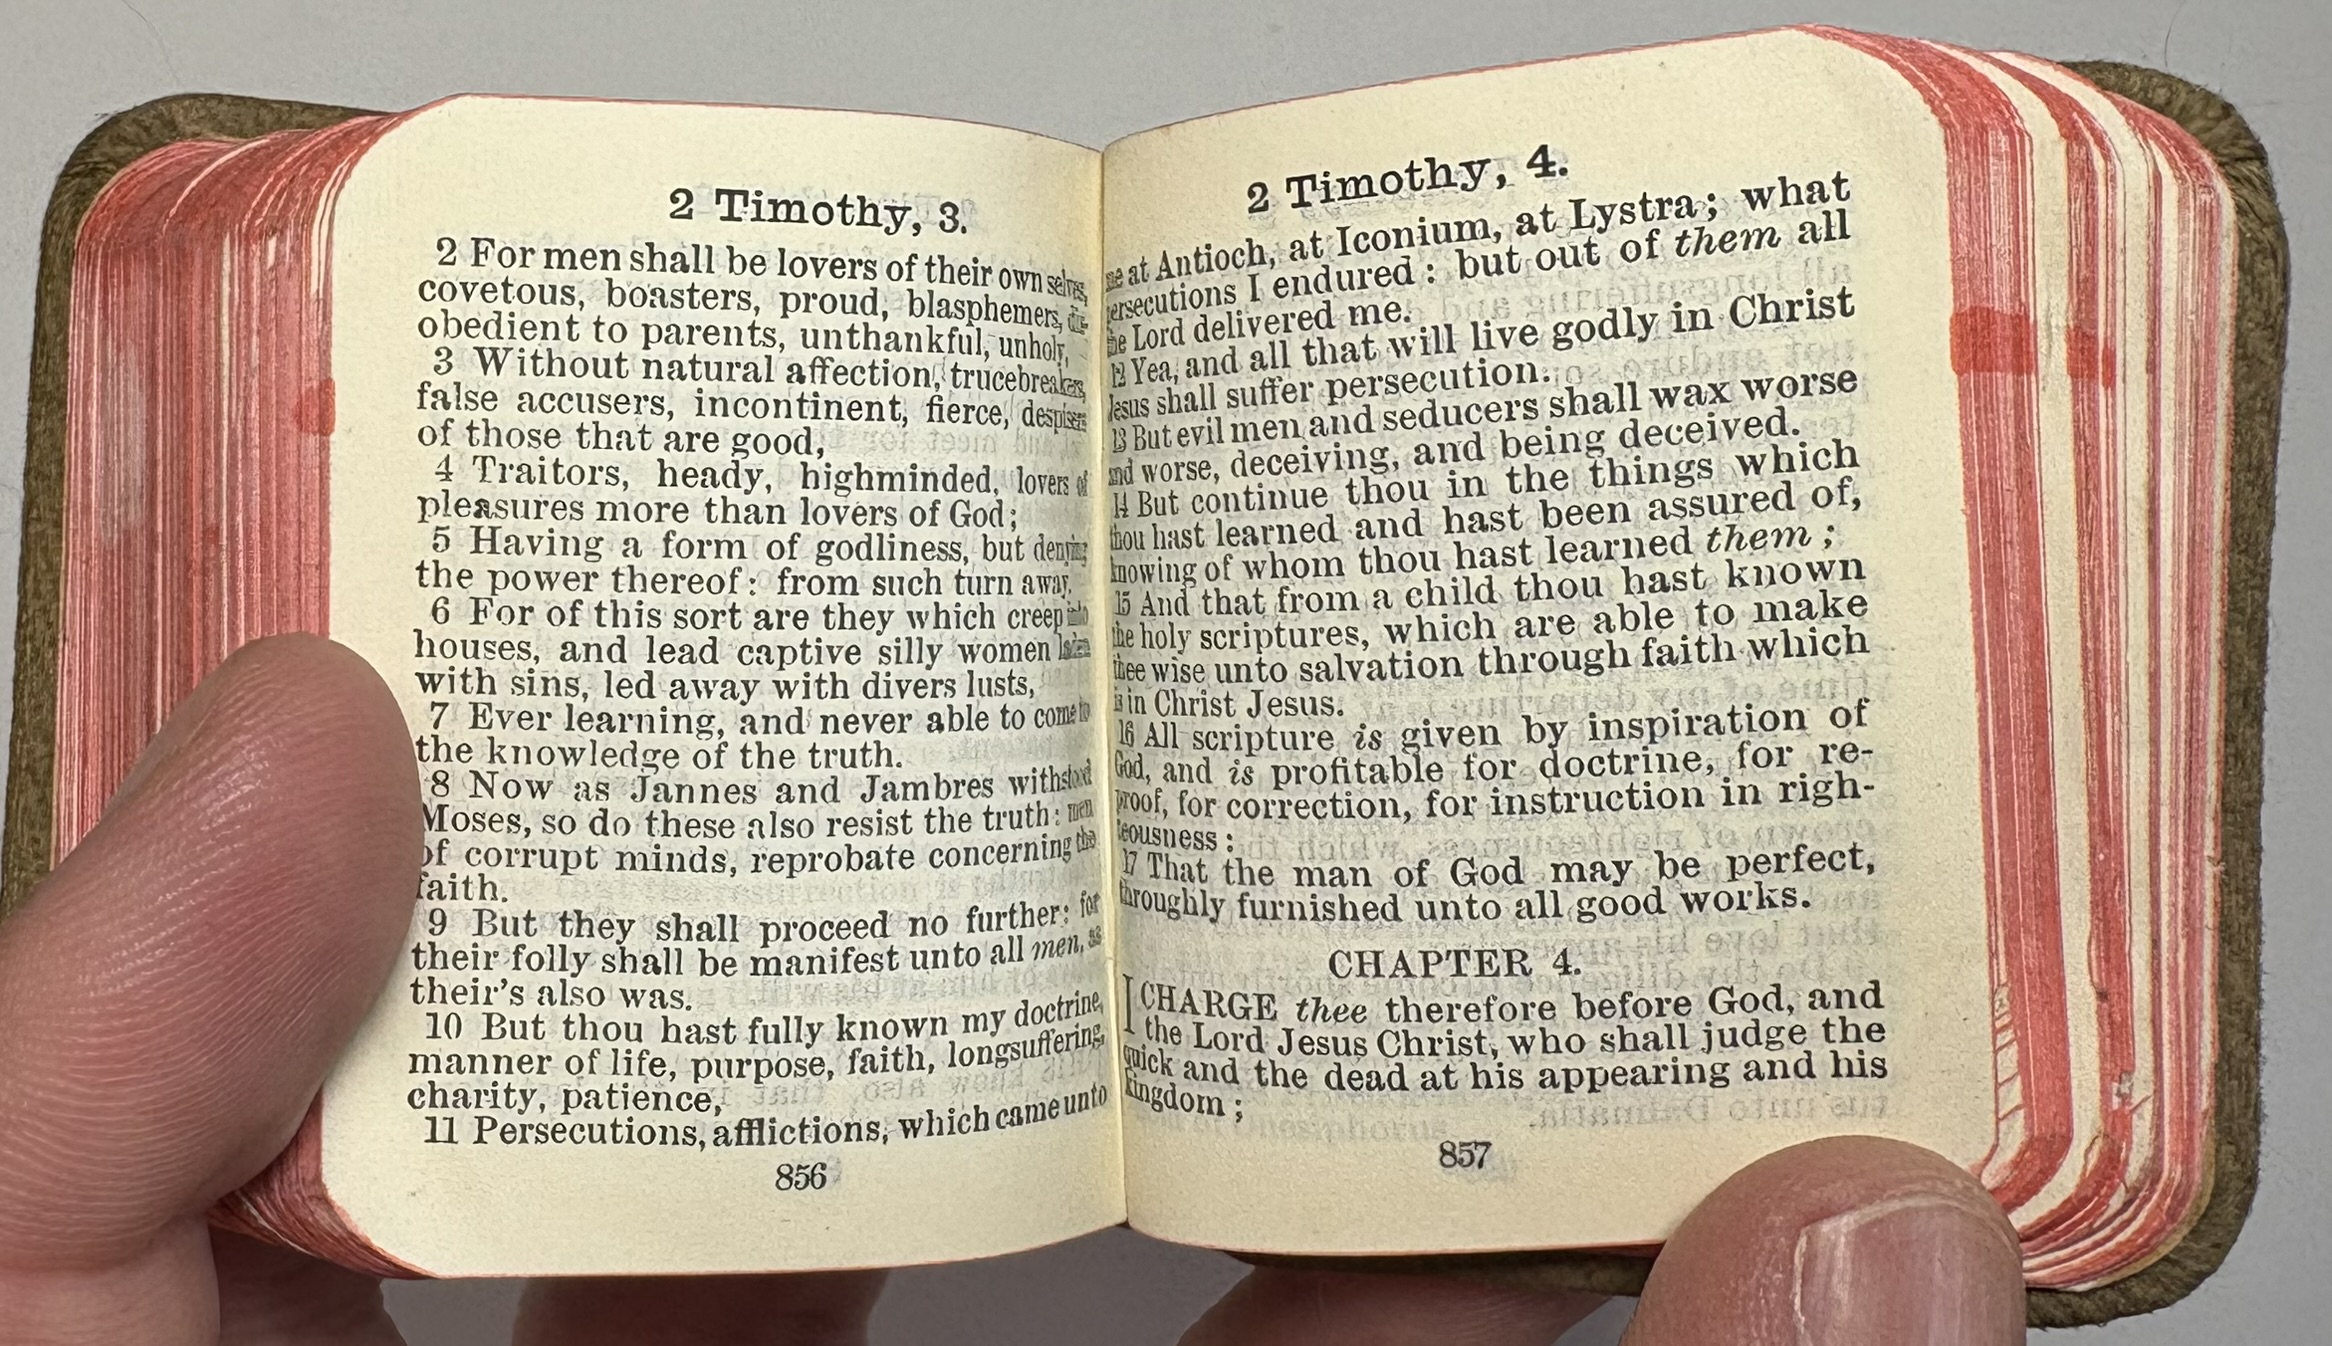 2 Timothy, 3.
2 For men shall be lovers of their own selves,
covetous, boasters, proud, blasphemers, dis-
obedient to parents, unthankful, unholy,
3 Without natural affection, trucebreakers,
false accusers, incontinent, fierce, despisers
of those that are good,
4 Traitors, heady, highminded, lovers of
pleasures more than lovers of God;
5 Having a form of godliness, but denying
the power thereof: from such turn away.
6 For of this sort are they which creep into
houses, and lead captive silly women laden
with sins, led away with divers lusts,
7 Ever learning, and never able to come to
the knowledge of the truth.
8 Now as Jannes and Jambres withstood
Moses, so do these also resist the truth: men
of corrupt minds, reprobate concerning the
faith.
9 But they shall proceed no further: for
their folly shall be manifest unto all men, as
their's also was.
10 But thou hast fully known my doctrine,
manner of life, purpose, faith, longsuffering,
charity, patience,
11 Persecutions, afflictions, which came unto
856
2 Timothy, 4.
me at Antioch, at Iconium, at Lystra; what
persecutions I endured: but out of them all
the Lord delivered me.
12 Yea, and all that will live godly in Christ
Jesus shall suffer persecution.
13 But evil men and seducers shall wax worse
and worse, deceiving, and being deceived.
14 But continue thou in the things which
thou hast learned and hast been assured of,
knowing of whom thou hast learned them;
15 And that from a child thou hast known
the holy scriptures, which are able to make
thee wise unto salvation through faith which
is in Christ Jesus.
16 All scripture is given by inspiration of
God, and is profitable for doctrine, for re-
proof, for correction, for instruction in righ-
teousness:
17 That the man of God may be perfect,
throughly furnished unto all good works.
CHAPTER 4.
I CHARGE thee therefore before God, and
the Lord Jesus Christ, who shall judge the
quick and the dead at his appearing and his
kingdom;
857